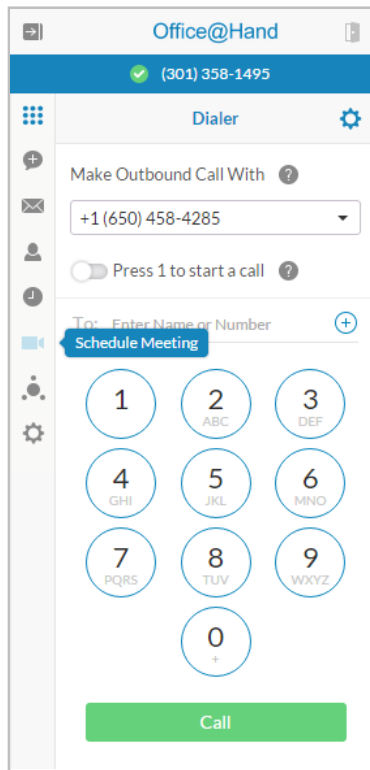 Office@Hand
(301) 358-1495
Dialer
Make Outbound Call With ?
+1 (650) 458-4285
Press 1 to start a call ?
To: Enter Name or Number
Schedule Meeting
1
2
ABC
3
DEF
4
GHI
5
JKL
6
MNO
7
PQRS
8
TUV
9
WXYZ
0
+
Call